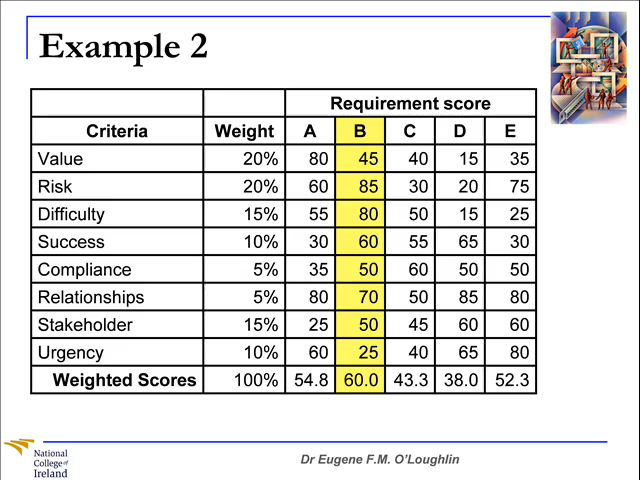 Example 2
Requirement score
Criteria Weight A B C D E
Value 20% 80 45 40 15 35
Risk 20% 60 85 30 20 75
Difficulty 15% 55 80 50 15 25
Success 10% 30 60 55 65 30
Compliance 5% 35 50 60 50 50
Relationships 5% 80 70 50 85 80
Stakeholder 15% 25 50 45 60 60
Urgency 10% 60 25 40 65 80
Weighted Scores 100% 54.8 60.0 43.3 38.0 52.3
National
College of
Ireland
Dr Eugene F.M. O'Loughlin